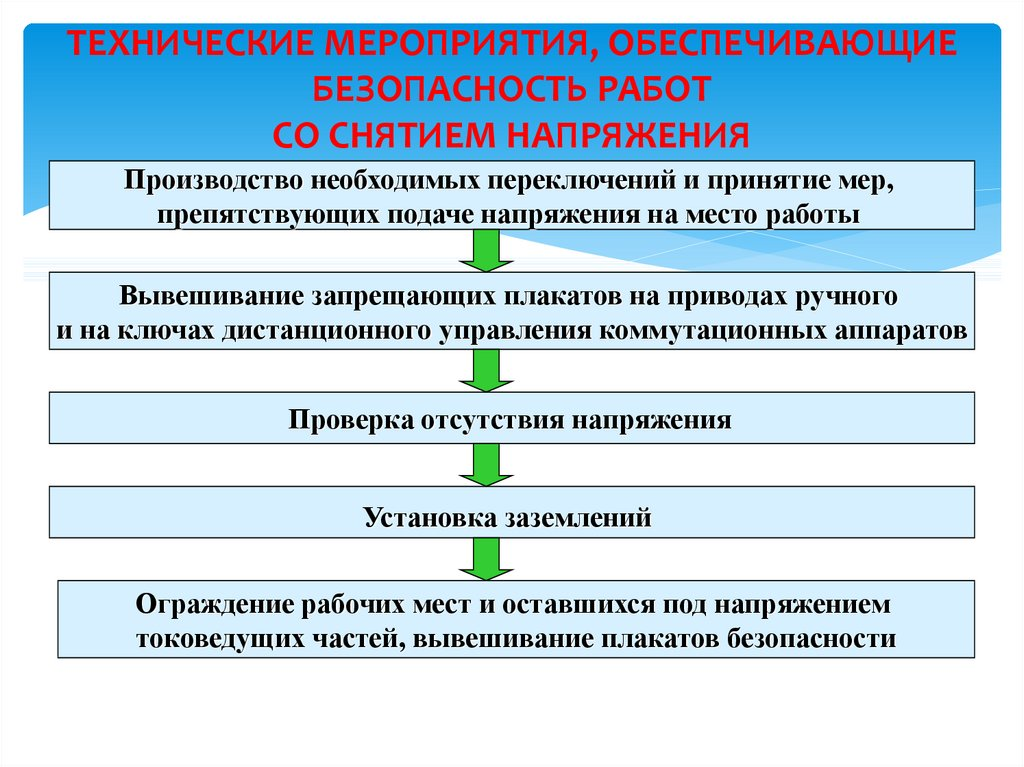 ТЕХНИЧЕСКИЕ МЕРОПРИЯТИЯ, ОБЕСПЕЧИВАЮЩИЕ
БЕЗОПАСНОСТЬ РАБОТ
СО СНЯТИЕМ НАПРЯЖЕНИЯ
Производство необходимых переключений и принятие мер,
препятствующих подаче напряжения на место работы
Вывешивание запрещающих плакатов на приводах ручного
и на ключах дистанционного управления коммутационных аппаратов
Проверка отсутствия напряжения
Установка заземлений
Ограждение рабочих мест и оставшихся под напряжением
токоведущих частей, вывешивание плакатов безопасности